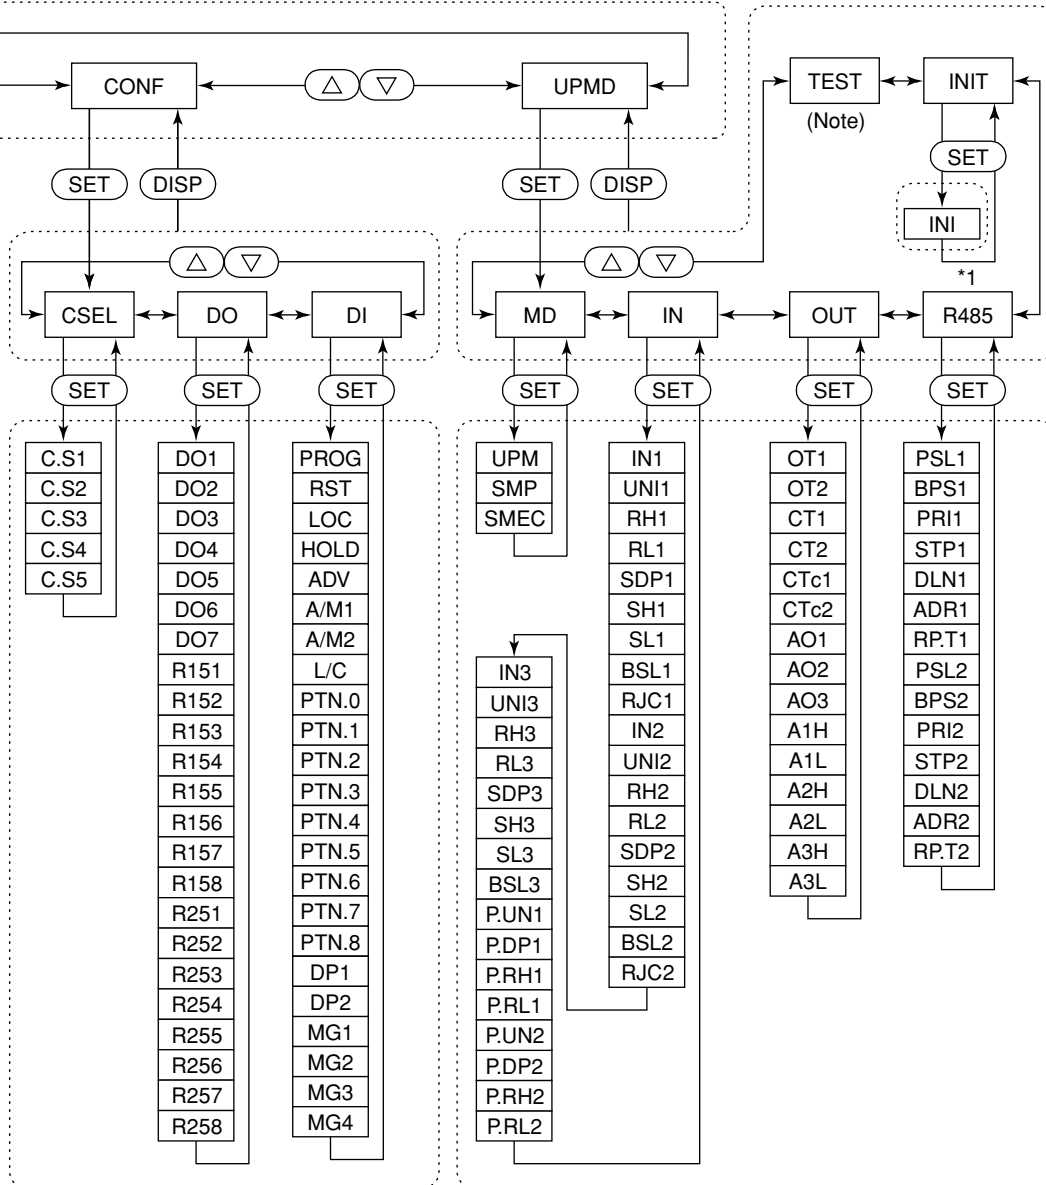 CONF
UPMD
TEST
(Note)
INIT
SET
INI
*1
SET
DISP
SET
DISP
CSEL
DO
DI
MD
IN
OUT
R485
SET
SET
SET
SET
SET
SET
SET
C.S1
C.S2
C.S3
C.S4
C.S5
DO1
DO2
DO3
DO4
DO5
DO6
DO7
R151
R152
R153
R154
R155
R156
R157
R158
R251
R252
R253
R254
R255
R256
R257
R258
PROG
RST
LOC
HOLD
ADV
A/M1
A/M2
L/C
PTN.0
PTN.1
PTN.2
PTN.3
PTN.4
PTN.5
PTN.6
PTN.7
PTN.8
DP1
DP2
MG1
MG2
MG3
MG4
UPM
SMP
SMEC
IN1
UNI1
RH1
RL1
SDP1
SH1
SL1
BSL1
RJC1
IN2
UNI2
RH2
RL2
SDP2
SH2
SL2
BSL2
RJC2
IN3
UNI3
RH3
RL3
SDP3
SH3
SL3
BSL3
P.UN1
P.DP1
P.RH1
P.RL1
P.UN2
P.DP2
P.RH2
P.RL2
OT1
OT2
CT1
CT2
CTc1
CTc2
AO1
AO2
AO3
A1H
A1L
A2H
A2L
A3H
A3L
PSL1
BPS1
PRI1
STP1
DLN1
ADR1
RP.T1
PSL2
BPS2
PRI2
STP2
DLN2
ADR2
RP.T2